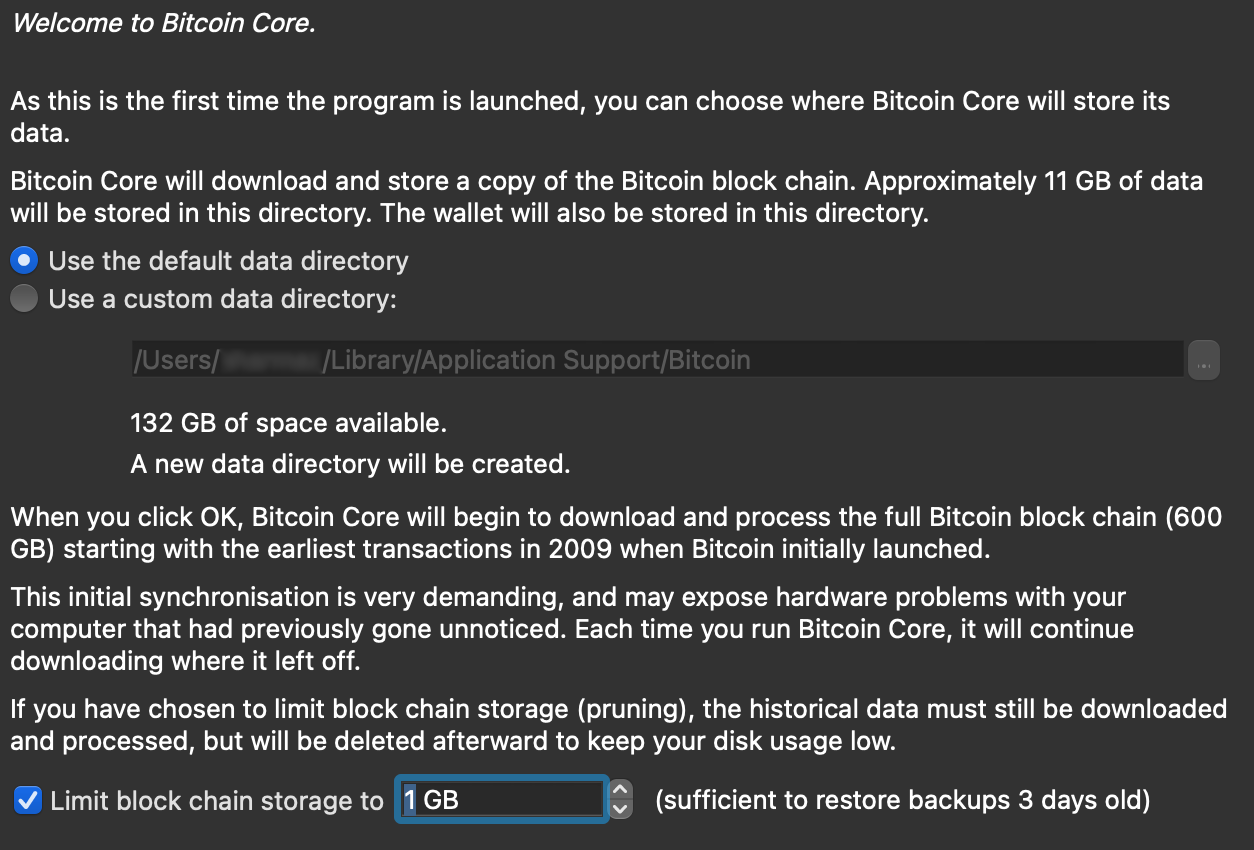 Welcome to Bitcoin Core.
As this is the first time the program is launched, you can choose where Bitcoin Core will store its
data.
Bitcoin Core will download and store a copy of the Bitcoin block chain. Approximately 11 GB of data
will be stored in this directory. The wallet will also be stored in this directory.
Use the default data directory
Use a custom data directory:
/Users/ /Library/Application Support/Bitcoin
...
132 GB of space available.
A new data directory will be created.
When you click OK, Bitcoin Core will begin to download and process the full Bitcoin block chain (600
GB) starting with the earliest transactions in 2009 when Bitcoin initially launched.
This initial synchronisation is very demanding, and may expose hardware problems with your
computer that had previously gone unnoticed. Each time you run Bitcoin Core, it will continue
downloading where it left off.
If you have chosen to limit block chain storage (pruning), the historical data must still be downloaded
and processed, but will be deleted afterward to keep your disk usage low.
Limit block chain storage to 1 GB (sufficient to restore backups 3 days old)